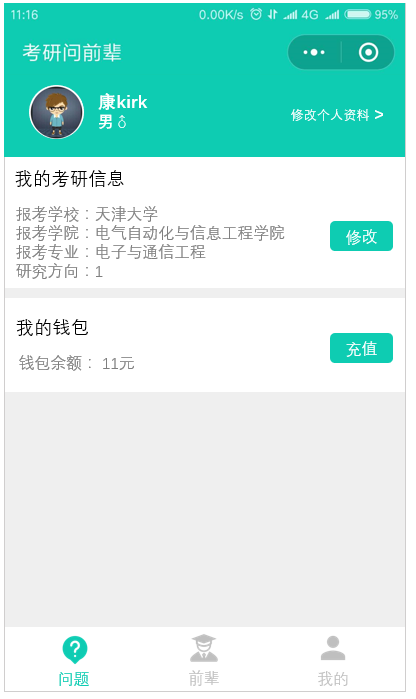 11:16 0.00K/s 4G 95%
考研问前辈
康kirk
男♂
修改个人资料 >
我的考研信息
报考学校：天津大学
报考学院：电气自动化与信息工程学院
报考专业：电子与通信工程
研究方向：1
修改
我的钱包
钱包余额： 11元
充值
问题 前辈 我的